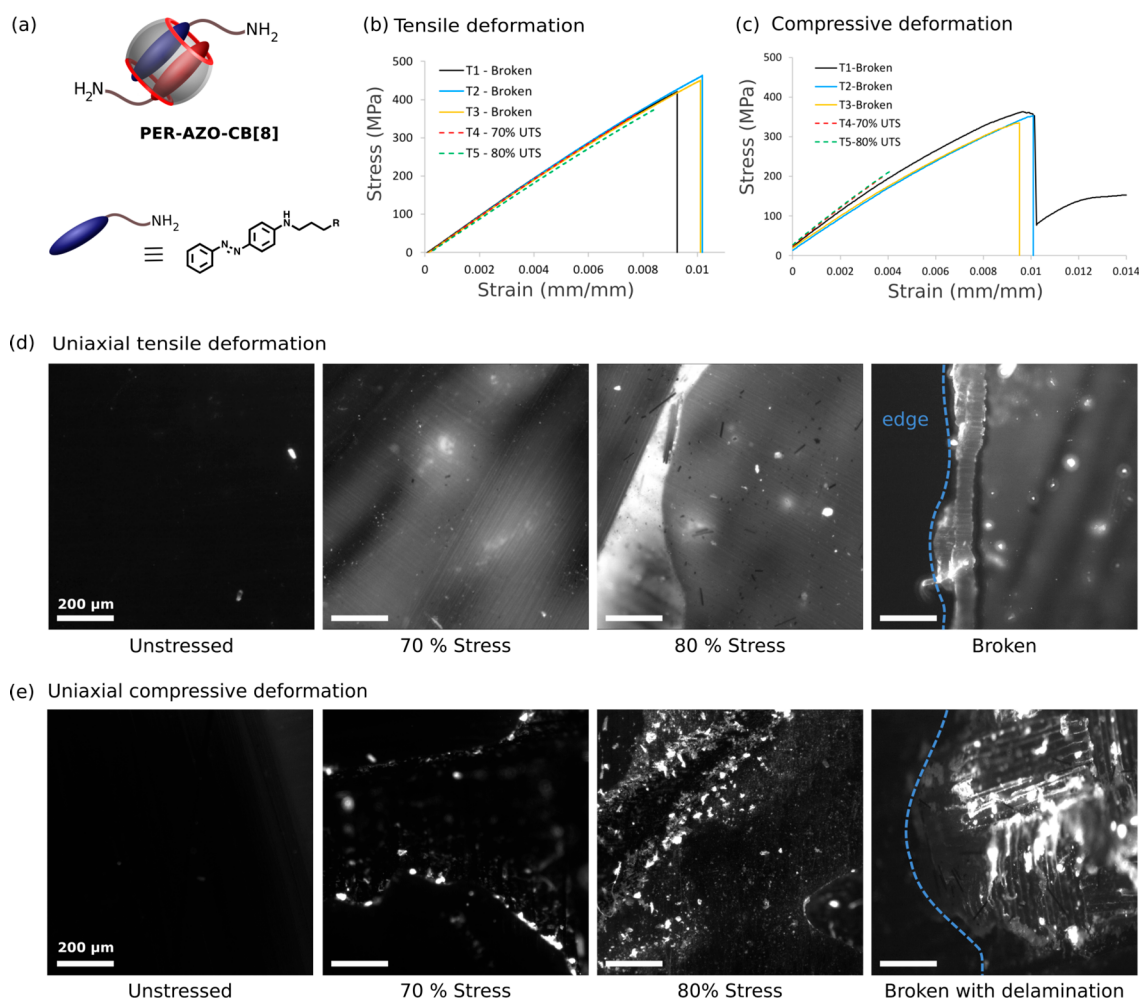 (a)
NH2
H2N
PER-AZO-CB[8]
NH2
H
N
R
N
N
(b) Tensile deformation
500
400
300
200
100
0
Stress (MPa)
T1 - Broken
T2 - Broken
T3 - Broken
T4 - 70% UTS
T5 - 80% UTS
0 0.002 0.004 0.006 0.008 0.01
Strain (mm/mm)
(c) Compressive deformation
500
400
300
200
100
0
Stress (MPa)
T1-Broken
T2-Broken
T3-Broken
T4-70% UTS
T5-80% UTS
0 0.002 0.004 0.006 0.008 0.01 0.012 0.014
Strain (mm/mm)
(d) Uniaxial tensile deformation
edge
200 μm
Unstressed 70 % Stress 80 % Stress Broken
(e) Uniaxial compressive deformation
200 μm
Unstressed 70 % Stress 80% Stress Broken with delamination